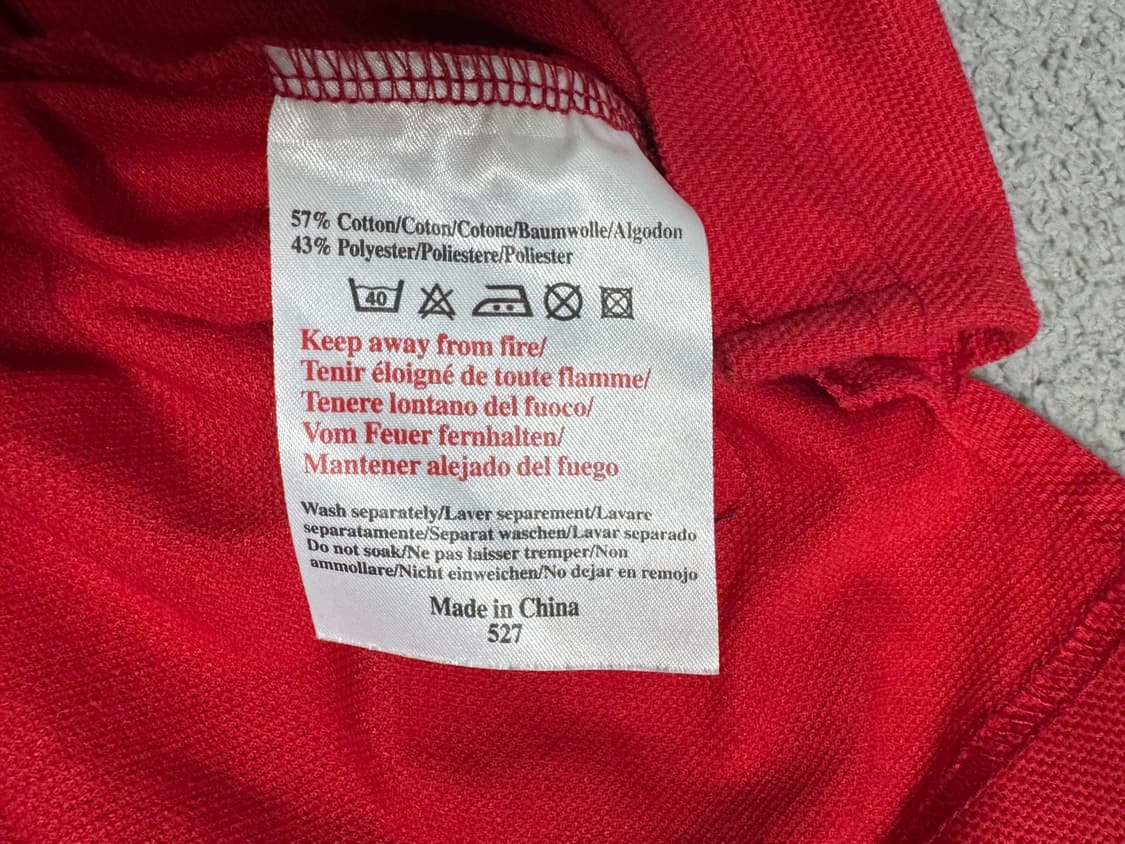 57% Cotton/Coton/Cotone/Baumwolle/Algodon
43% Polyester/Poliestere/Poliester
40
Keep away from fire/
Tenir éloigné de toute flamme/
Tenere lontano del fuoco/
Vom Feuer fernhalten/
Mantener alejado del fuego
Wash separately/Laver separement/Lavare
separatamente/Separat waschen/Lavar separado
Do not soak/Ne pas laisser tremper/Non
ammollare/Nicht einweichen/No dejar en remojo
Made in China
527